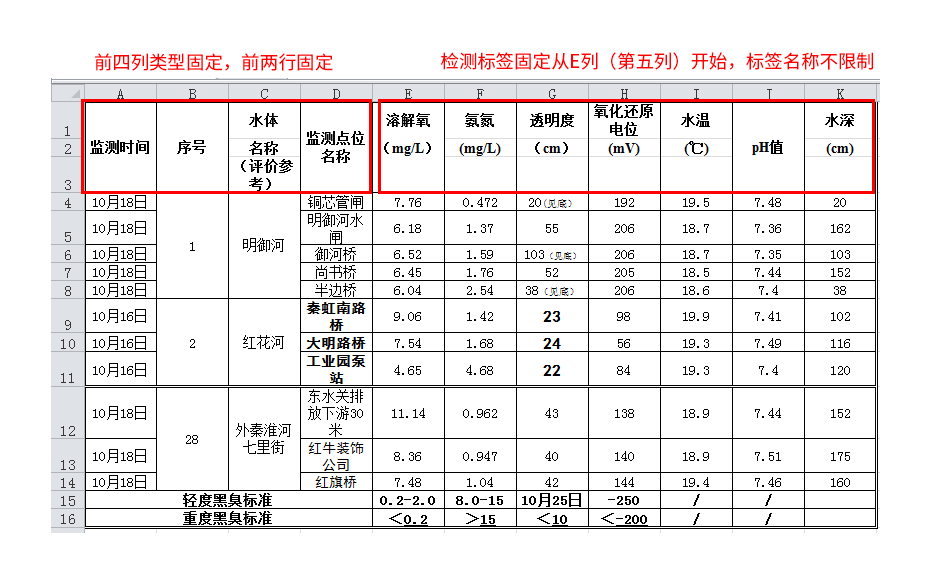 前四列类型固定，前两行固定
检测标签固定从E列（第五列）开始，标签名称不限制
A B C D E F G H I J K
1 监测时间 序号 水体 监测点位名称 溶解氧 氨氮 透明度 氧化还原电位 水温 pH值 水深
2 名称 （mg/L） (mg/L) （cm） (mV) (℃) (cm)
3 （评价参考）
4 10月18日 1 明御河 铜芯管闸 7.76 0.472 20(见底) 192 19.5 7.48 20
5 10月18日 明御河水闸 6.18 1.37 55 206 18.7 7.36 162
6 10月18日 御河桥 6.52 1.59 103（见底） 206 18.7 7.35 103
7 10月18日 尚书桥 6.45 1.76 52 205 18.5 7.44 152
8 10月18日 半边桥 6.04 2.54 38（见底） 206 18.6 7.4 38
9 10月16日 2 红花河 秦虹南路桥 9.06 1.42 23 98 19.9 7.41 102
10 10月16日 大明路桥 7.54 1.68 24 56 19.3 7.49 116
11 10月16日 工业园泵站 4.65 4.68 22 84 19.3 7.4 120
12 10月18日 28 外秦淮河七里街 东水关排放下游30米 11.14 0.962 43 138 18.9 7.44 152
13 10月18日 红牛装饰公司 8.36 0.947 40 140 18.9 7.51 175
14 10月18日 红旗桥 7.48 1.04 42 144 19.4 7.46 160
15 轻度黑臭标准 0.2-2.0 8.0-15 10月25日 -250 / /
16 重度黑臭标准 ＜0.2 ＞15 ＜10 ＜-200 / /